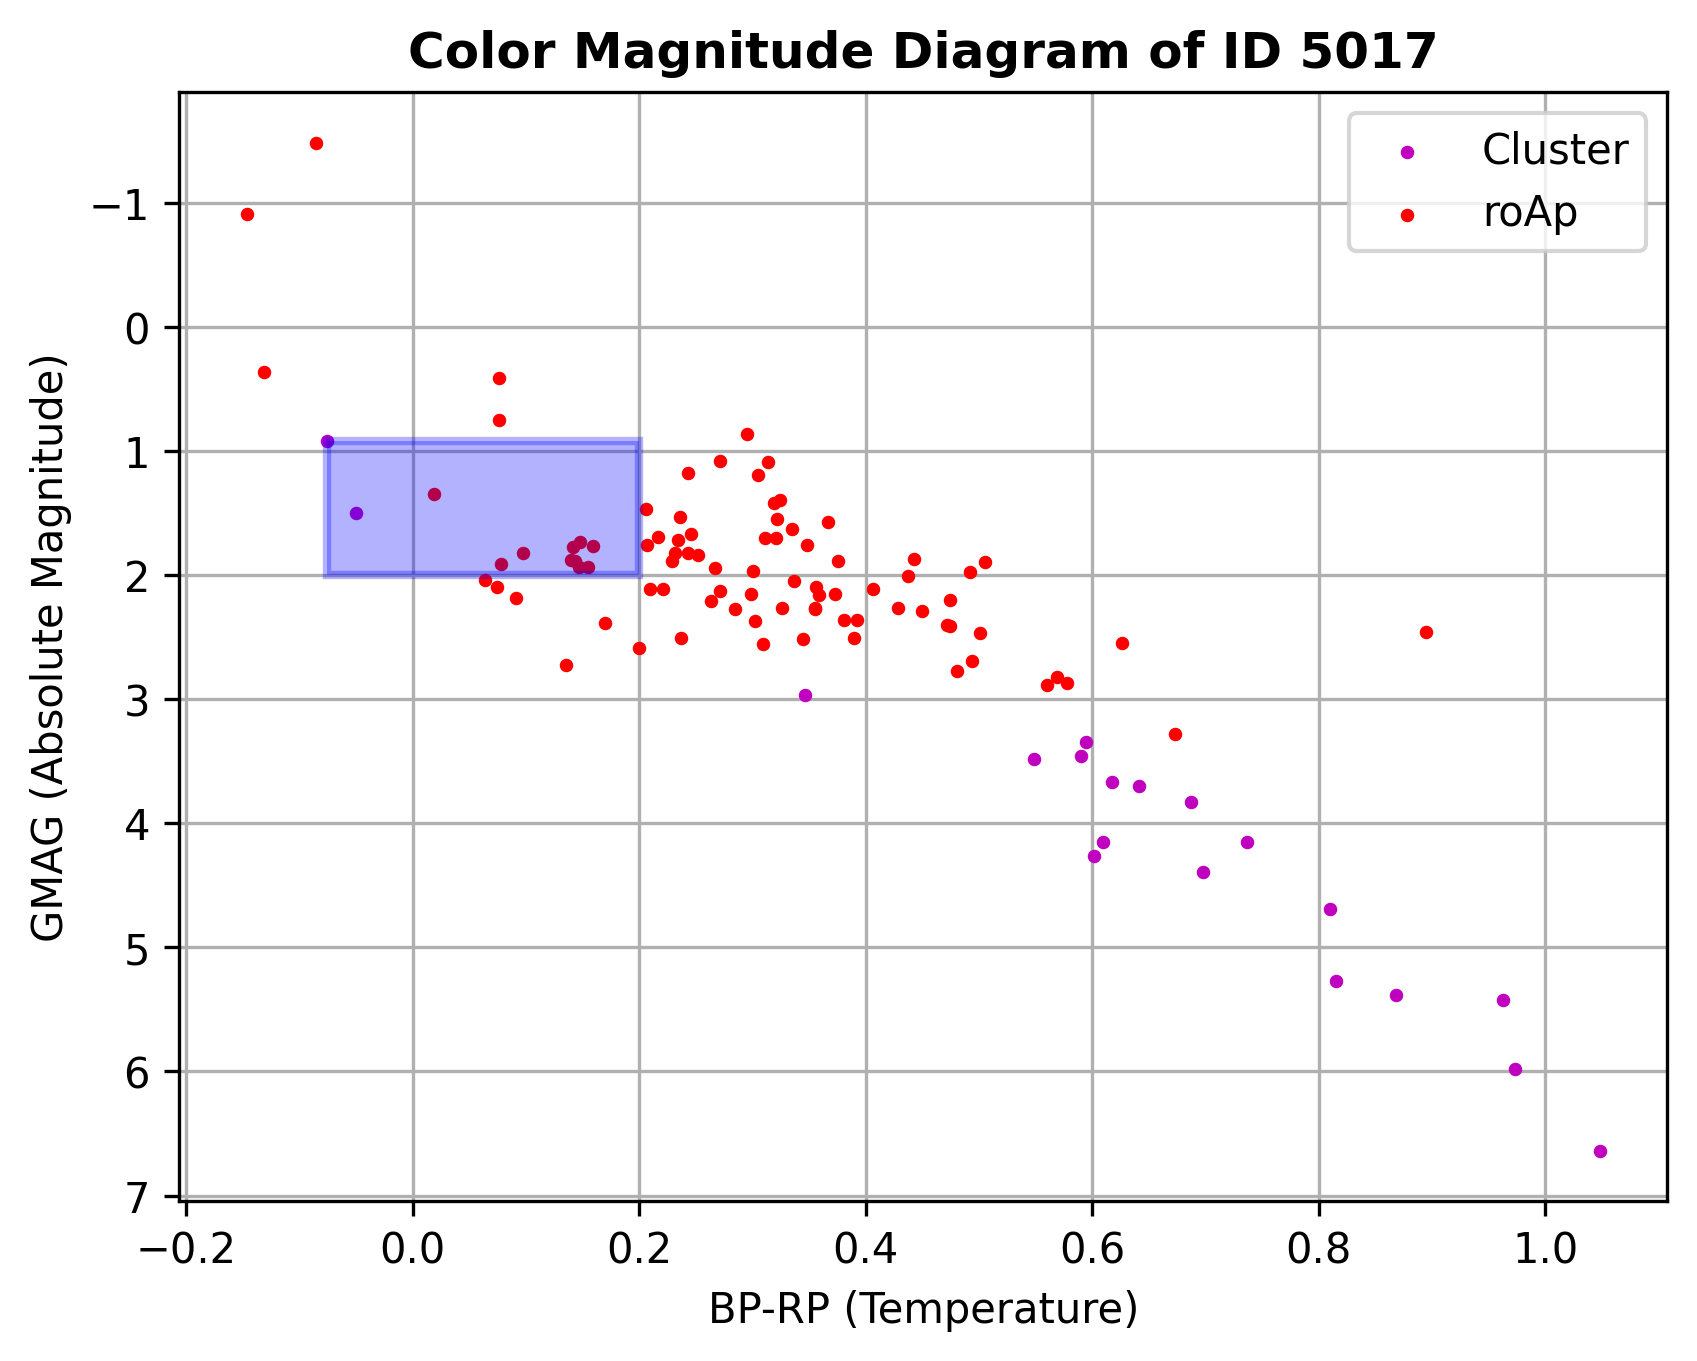 Color Magnitude Diagram of ID 5017
Cluster
roAp
−1
0
1
2
3
4
5
6
7
GMAG (Absolute Magnitude)
−0.2 0.0 0.2 0.4 0.6 0.8 1.0
BP-RP (Temperature)